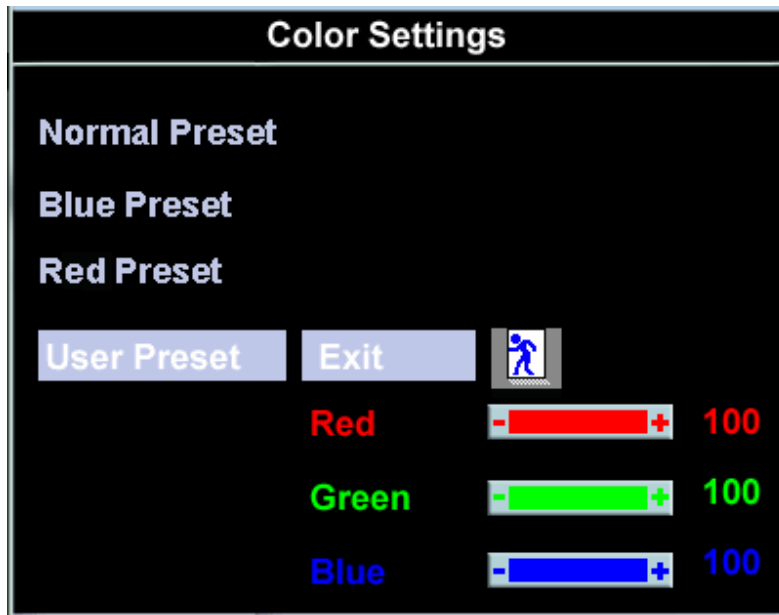 Color Settings
Normal Preset
Blue Preset
Red Preset
User Preset Exit
Red - + 100
Green - + 100
Blue - + 100